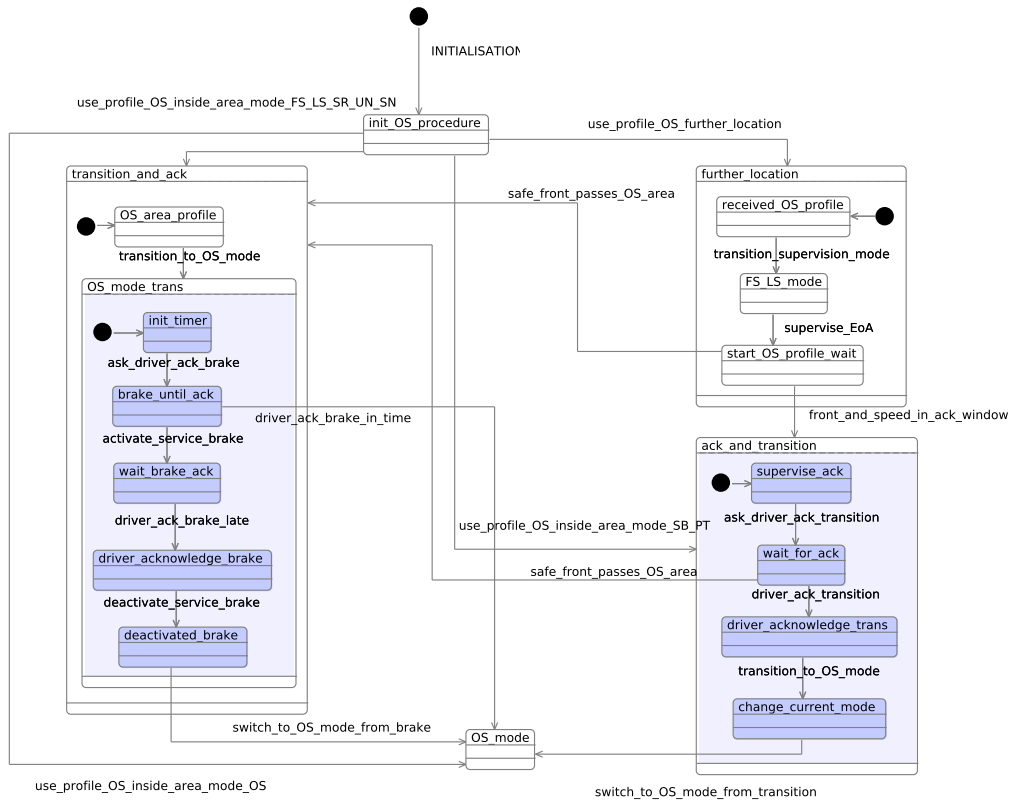 INITIALISATION
use_profile_OS_inside_area_mode_FS_LS_SR_UN_SN
init_OS_procedure
use_profile_OS_further_location
transition_and_ack
further_location
safe_front_passes_OS_area
OS_area_profile
received_OS_profile
transition_to_OS_mode
transition_supervision_mode
OS_mode_trans
FS_LS_mode
init_timer
supervise_EoA
ask_driver_ack_brake
start_OS_profile_wait
brake_until_ack
driver_ack_brake_in_time
front_and_speed_in_ack_window
activate_service_brake
ack_and_transition
wait_brake_ack
supervise_ack
driver_ack_brake_late
ask_driver_ack_transition
use_profile_OS_inside_area_mode_SB_PT
driver_acknowledge_brake
wait_for_ack
safe_front_passes_OS_area
deactivate_service_brake
driver_ack_transition
deactivated_brake
driver_acknowledge_trans
transition_to_OS_mode
change_current_mode
switch_to_OS_mode_from_brake
OS_mode
use_profile_OS_inside_area_mode_OS
switch_to_OS_mode_from_transition